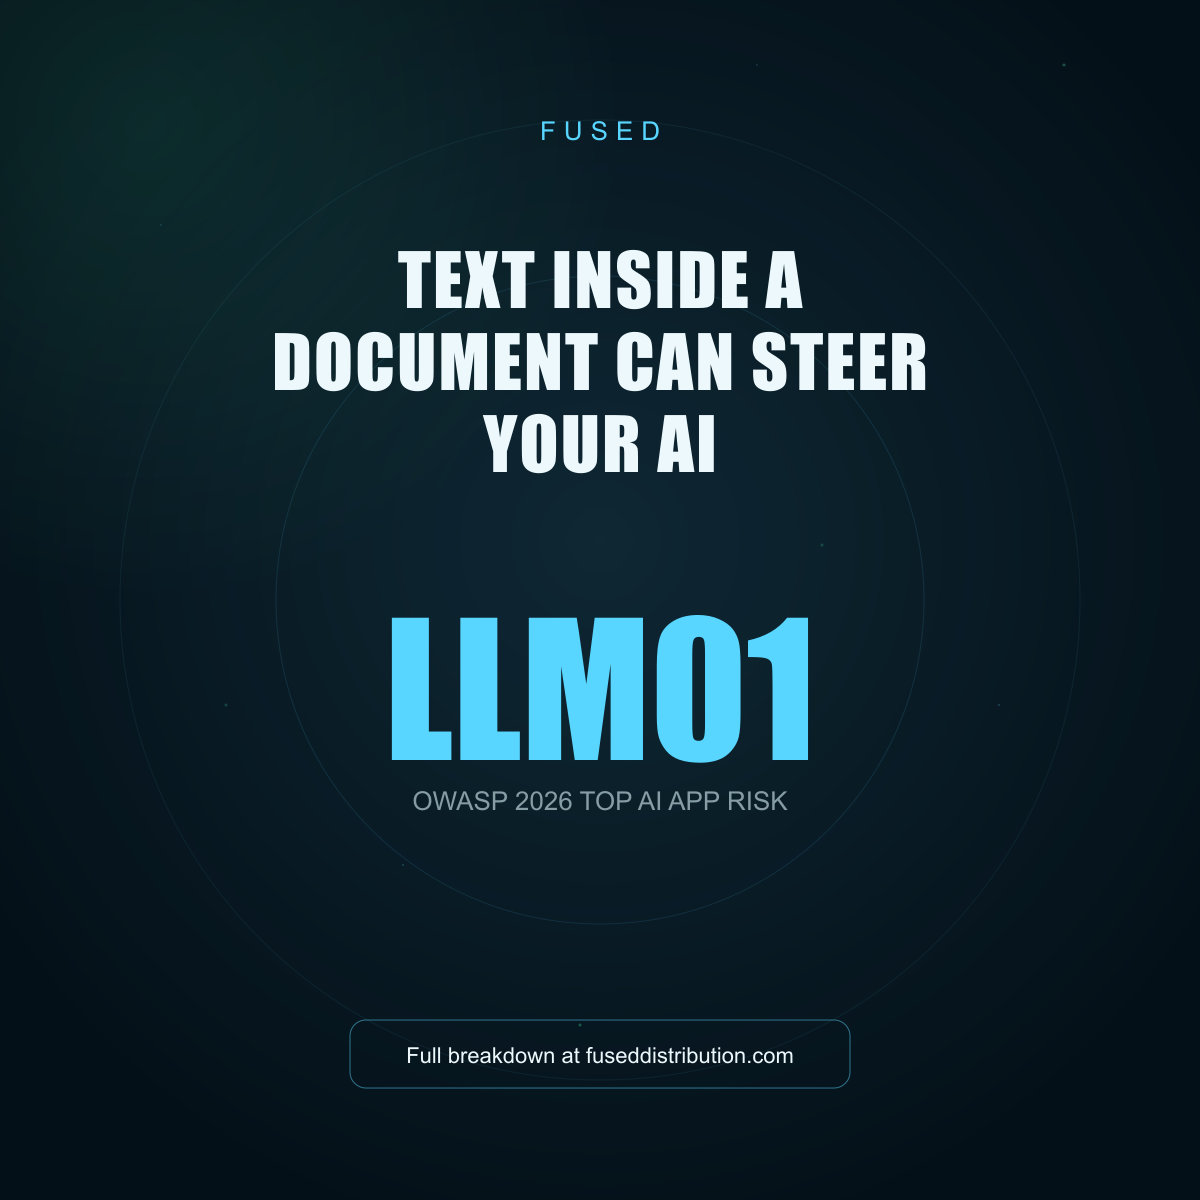 FUSED
TEXT INSIDE A
DOCUMENT CAN STEER
YOUR AI
LLM01
OWASP 2026 TOP AI APP RISK
Full breakdown at fuseddistribution.com